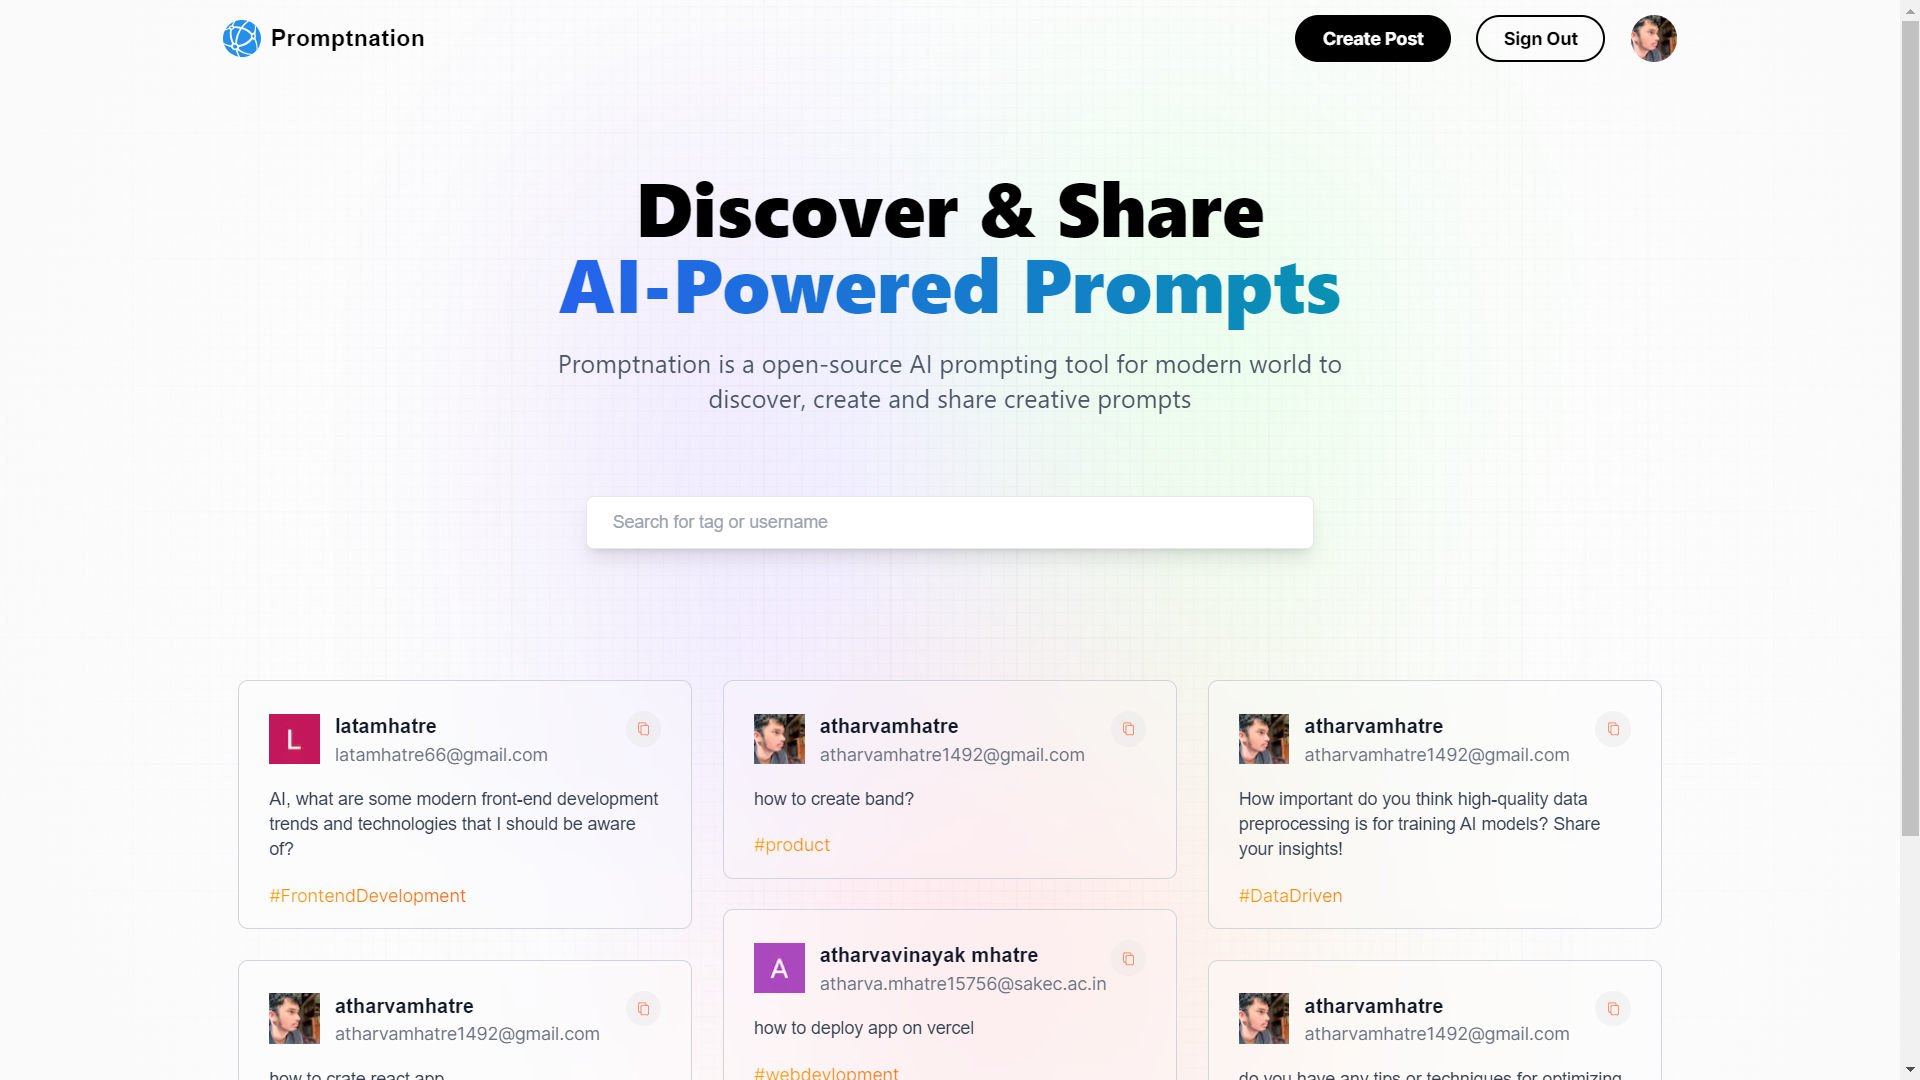 Promptnation
Create Post
Sign Out
Discover & Share
AI-Powered Prompts
Promptnation is a open-source AI prompting tool for modern world to
discover, create and share creative prompts
Search for tag or username
L
latamhatre
latamhatre66@gmail.com
AI, what are some modern front-end development
trends and technologies that I should be aware
of?
#FrontendDevelopment
atharvamhatre
atharvamhatre1492@gmail.com
how to create band?
#product
atharvamhatre
atharvamhatre1492@gmail.com
How important do you think high-quality data
preprocessing is for training AI models? Share
your insights!
#DataDriven
atharvamhatre
atharvamhatre1492@gmail.com
how to crate react app
A
atharvavinayak mhatre
atharva.mhatre15756@sakec.ac.in
how to deploy app on vercel
#webdevlopment
atharvamhatre
atharvamhatre1492@gmail.com
do you have any tips or techniques for optimizing